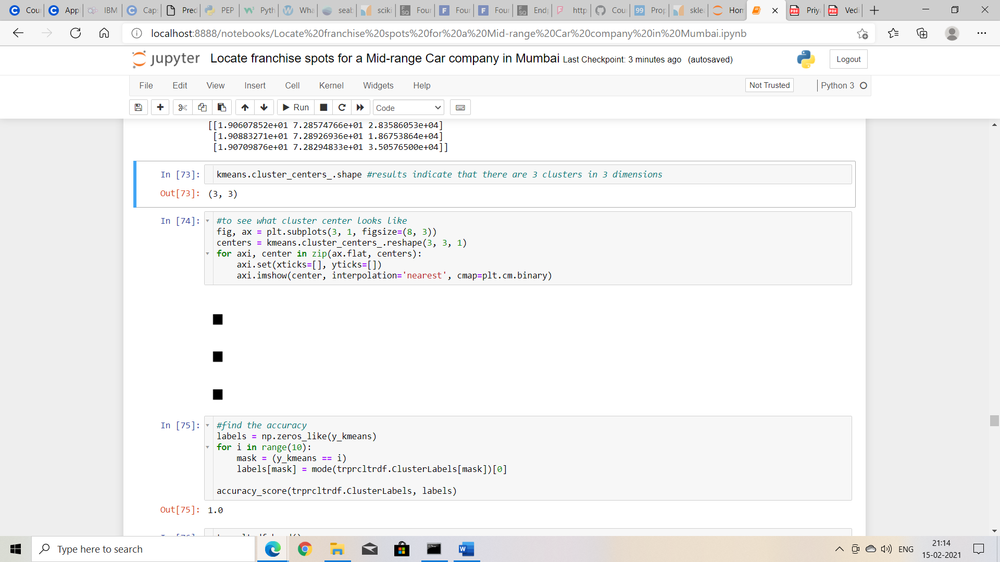 Cour
App
IBM
Cap
Pred
PEP
Pyth
Wha
seab
sciki
Four
Four
Four
End
http
Cou
Prop
skle
Hom
Priya
Vedi
localhost:8888/notebooks/Locate%20franchise%20spots%20for%20a%20Mid-range%20Car%20company%20in%20Mumbai.ipynb
jupyter Locate franchise spots for a Mid-range Car company in Mumbai Last Checkpoint: 3 minutes ago (autosaved) Logout
File Edit View Insert Cell Kernel Widgets Help Not Trusted Python 3
Run Code
[[1.90607852e+01 7.28574766e+01 2.83586053e+04]
[1.90883271e+01 7.28926936e+01 1.86753864e+04]
[1.90709876e+01 7.28294833e+01 3.50576500e+04]]
In [73]: kmeans.cluster_centers_.shape #results indicate that there are 3 clusters in 3 dimensions
Out[73]: (3, 3)
In [74]: #to see what cluster center looks like
fig, ax = plt.subplots(3, 1, figsize=(8, 3))
centers = kmeans.cluster_centers_.reshape(3, 3, 1)
for axi, center in zip(ax.flat, centers):
axi.set(xticks=[], yticks=[])
axi.imshow(center, interpolation='nearest', cmap=plt.cm.binary)
In [75]: #find the accuracy
labels = np.zeros_like(y_kmeans)
for i in range(10):
mask = (y_kmeans == i)
labels[mask] = mode(trprcltrdf.ClusterLabels[mask])[0]
accuracy_score(trprcltrdf.ClusterLabels, labels)
Out[75]: 1.0
Type here to search
ENG
21:14
15-02-2021